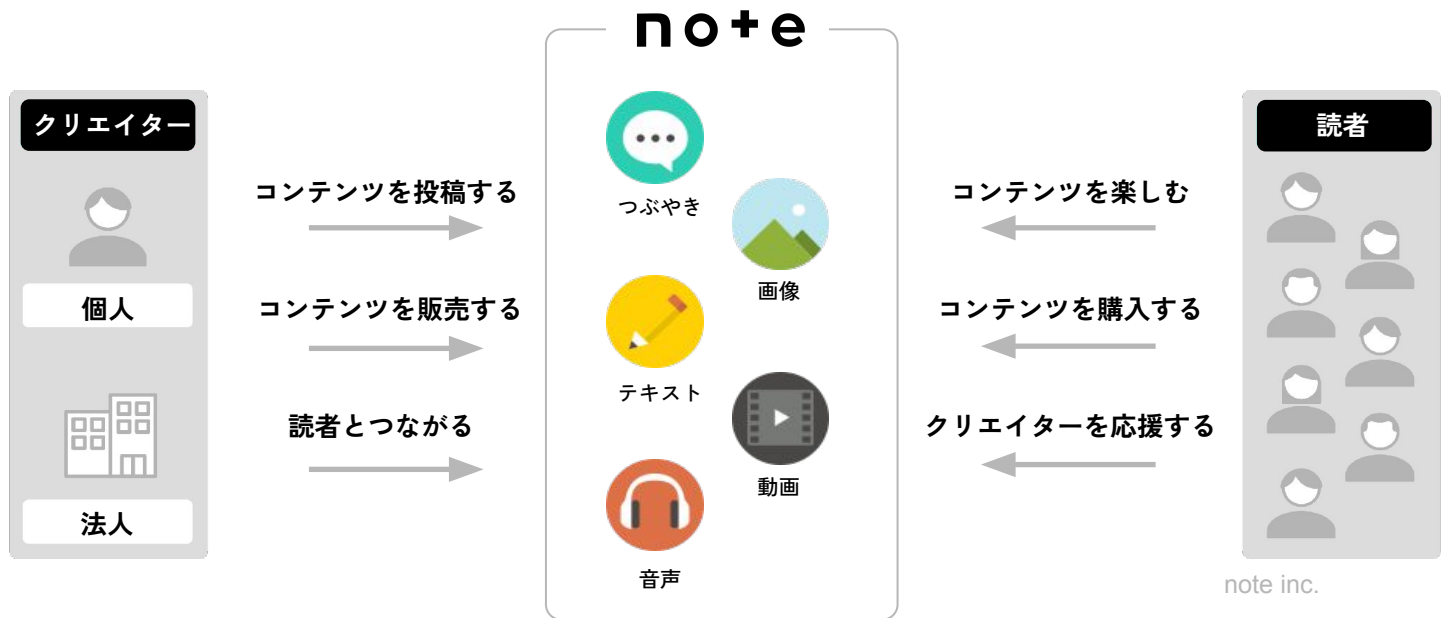 note
クリエイター
個人
法人
コンテンツを投稿する
コンテンツを販売する
読者とつながる
つぶやき
画像
テキスト
動画
音声
コンテンツを楽しむ
コンテンツを購入する
クリエイターを応援する
読者
note inc.